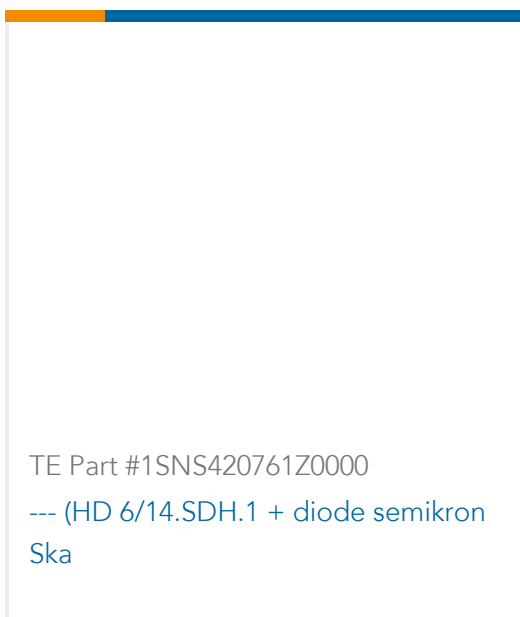 TE Part #1SNS420761Z0000
--- (HD 6/14.SDH.1 + diode semikron
Ska